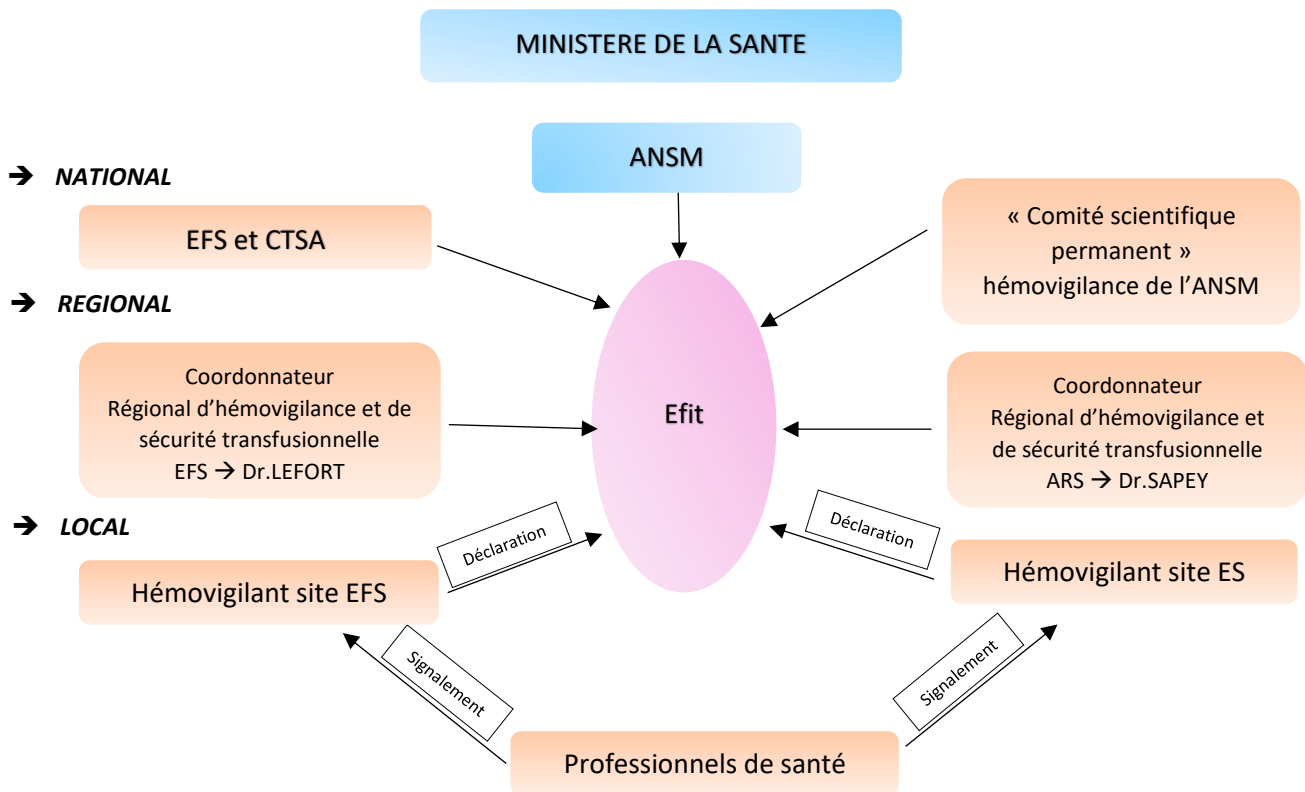 MINISTERE DE LA SANTE
ANSM
➔ NATIONAL
EFS et CTSA
« Comité scientifique
permanent »
hémovigilance de l’ANSM
➔ REGIONAL
Coordonnateur
Régional d’hémovigilance et de
sécurité transfusionnelle
EFS → Dr.LEFORT
Efit
Coordonnateur
Régional d’hémovigilance et
de sécurité transfusionnelle
ARS → Dr.SAPEY
➔ LOCAL
Déclaration
Déclaration
Hémovigilant site EFS
Hémovigilant site ES
Signalement
Signalement
Professionnels de santé